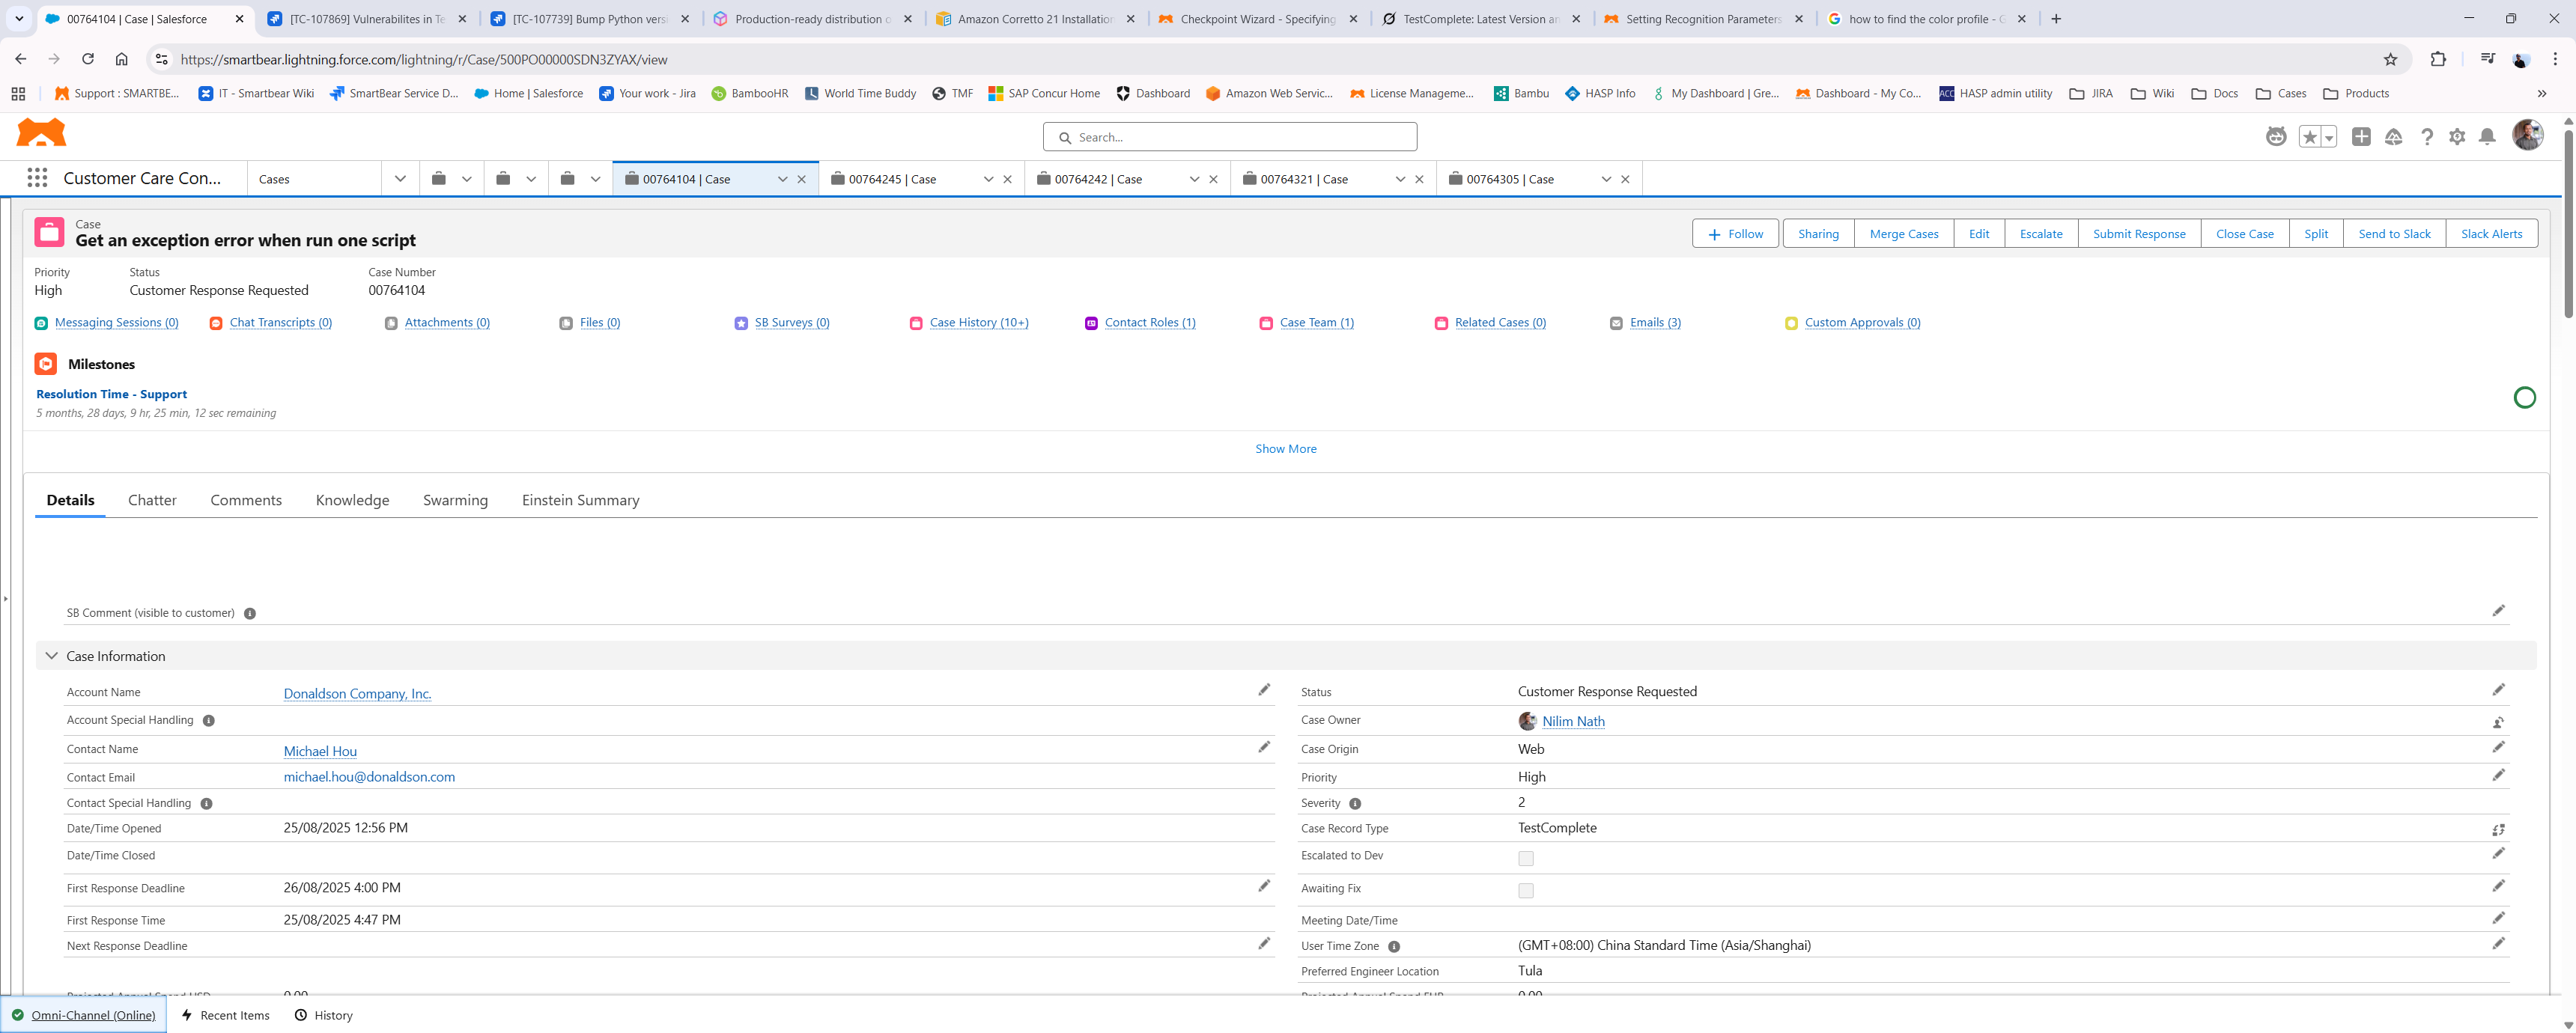 00764104 | Case | Salesforce
[TC-107869] Vulnerabilites in Te
[TC-107739] Bump Python versi
Production-ready distribution o
Amazon Corretto 21 Installation
Checkpoint Wizard - Specifying
TestComplete: Latest Version an
Setting Recognition Parameters
how to find the color profile - G
https://smartbear.lightning.force.com/lightning/r/Case/500PO00000SDN3ZYAX/view
Support : SMARTBE...
IT - Smartbear Wiki
SmartBear Service D...
Home | Salesforce
Your work - Jira
BambooHR
World Time Buddy
TMF
SAP Concur Home
Dashboard
Amazon Web Servic...
License Manageme...
Bambu
HASP Info
My Dashboard | Gre...
Dashboard - My Co...
ACC HASP admin utility
JIRA
Wiki
Docs
Cases
Products
Search...
Customer Care Con...
Cases
00764104 | Case
00764245 | Case
00764242 | Case
00764321 | Case
00764305 | Case
Case
Get an exception error when run one script
Follow
Sharing
Merge Cases
Edit
Escalate
Submit Response
Close Case
Split
Send to Slack
Slack Alerts
Priority
High
Status
Customer Response Requested
Case Number
00764104
Messaging Sessions (0)
Chat Transcripts (0)
Attachments (0)
Files (0)
SB Surveys (0)
Case History (10+)
Contact Roles (1)
Case Team (1)
Related Cases (0)
Emails (3)
Custom Approvals (0)
Milestones
Resolution Time - Support
5 months, 28 days, 9 hr, 25 min, 12 sec remaining
Show More
Details
Chatter
Comments
Knowledge
Swarming
Einstein Summary
SB Comment (visible to customer)
Case Information
Account Name Donaldson Company, Inc.
Status Customer Response Requested
Account Special Handling
Case Owner Nilim Nath
Contact Name Michael Hou
Case Origin Web
Contact Email michael.hou@donaldson.com
Priority High
Contact Special Handling
Severity 2
Date/Time Opened 25/08/2025 12:56 PM
Case Record Type TestComplete
Date/Time Closed
Escalated to Dev
First Response Deadline 26/08/2025 4:00 PM
Awaiting Fix
First Response Time 25/08/2025 4:47 PM
Meeting Date/Time
Next Response Deadline
User Time Zone (GMT+08:00) China Standard Time (Asia/Shanghai)
Preferred Engineer Location Tula
Projected Annual Spend USD 0.00
Projected Annual Spend EUR 0.00
Omni-Channel (Online)
Recent Items
History